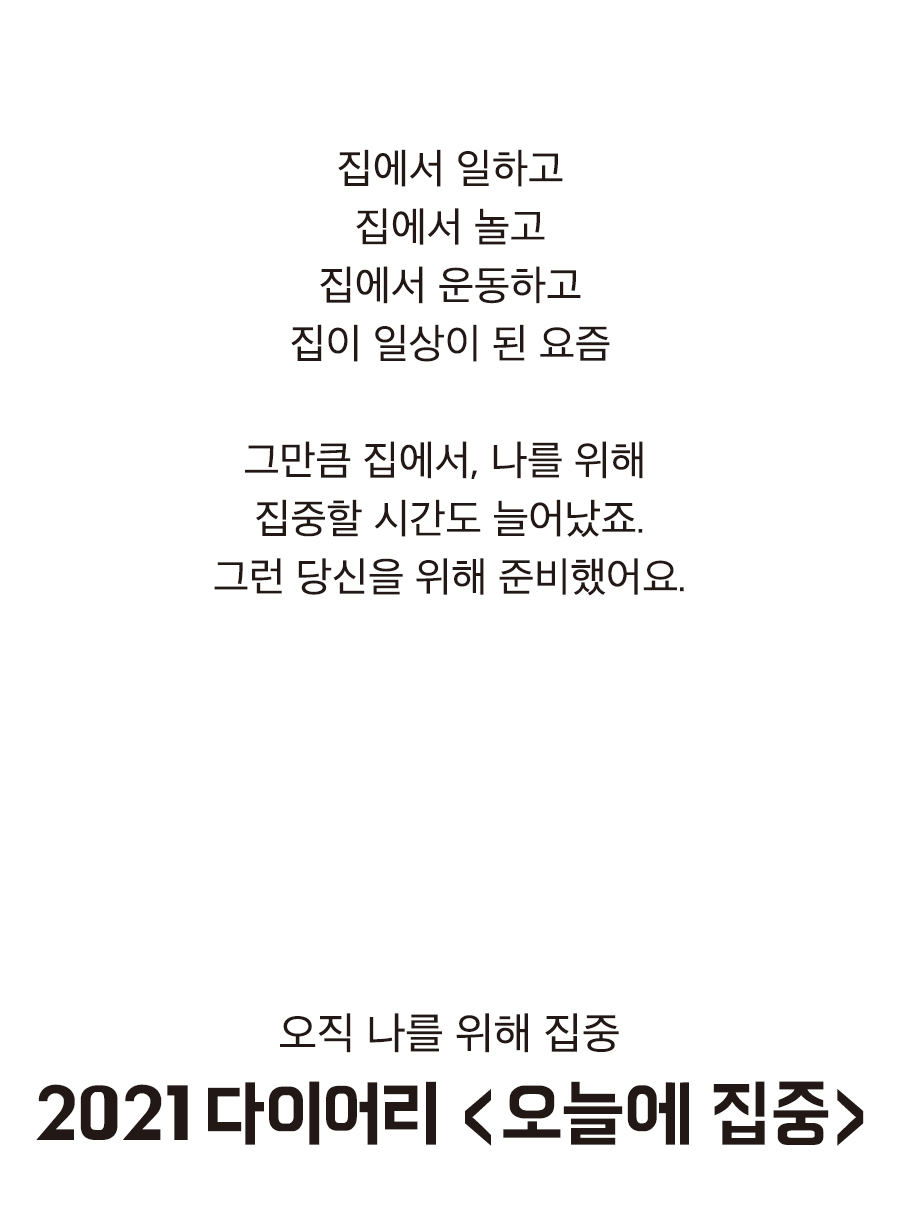 집에서 일하고
집에서 놀고
집에서 운동하고
집이 일상이 된 요즘
그만큼 집에서, 나를 위해
집중할 시간도 늘어났죠.
그런 당신을 위해 준비했어요.
오직 나를 위해 집중
2021 다이어리 <오늘에 집중>